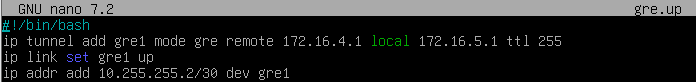 GNU nano 7.2 gre.up
#!/bin/bash
ip tunnel add gre1 mode gre remote 172.16.4.1 local 172.16.5.1 ttl 255
ip link set gre1 up
ip addr add 10.255.255.2/30 dev gre1